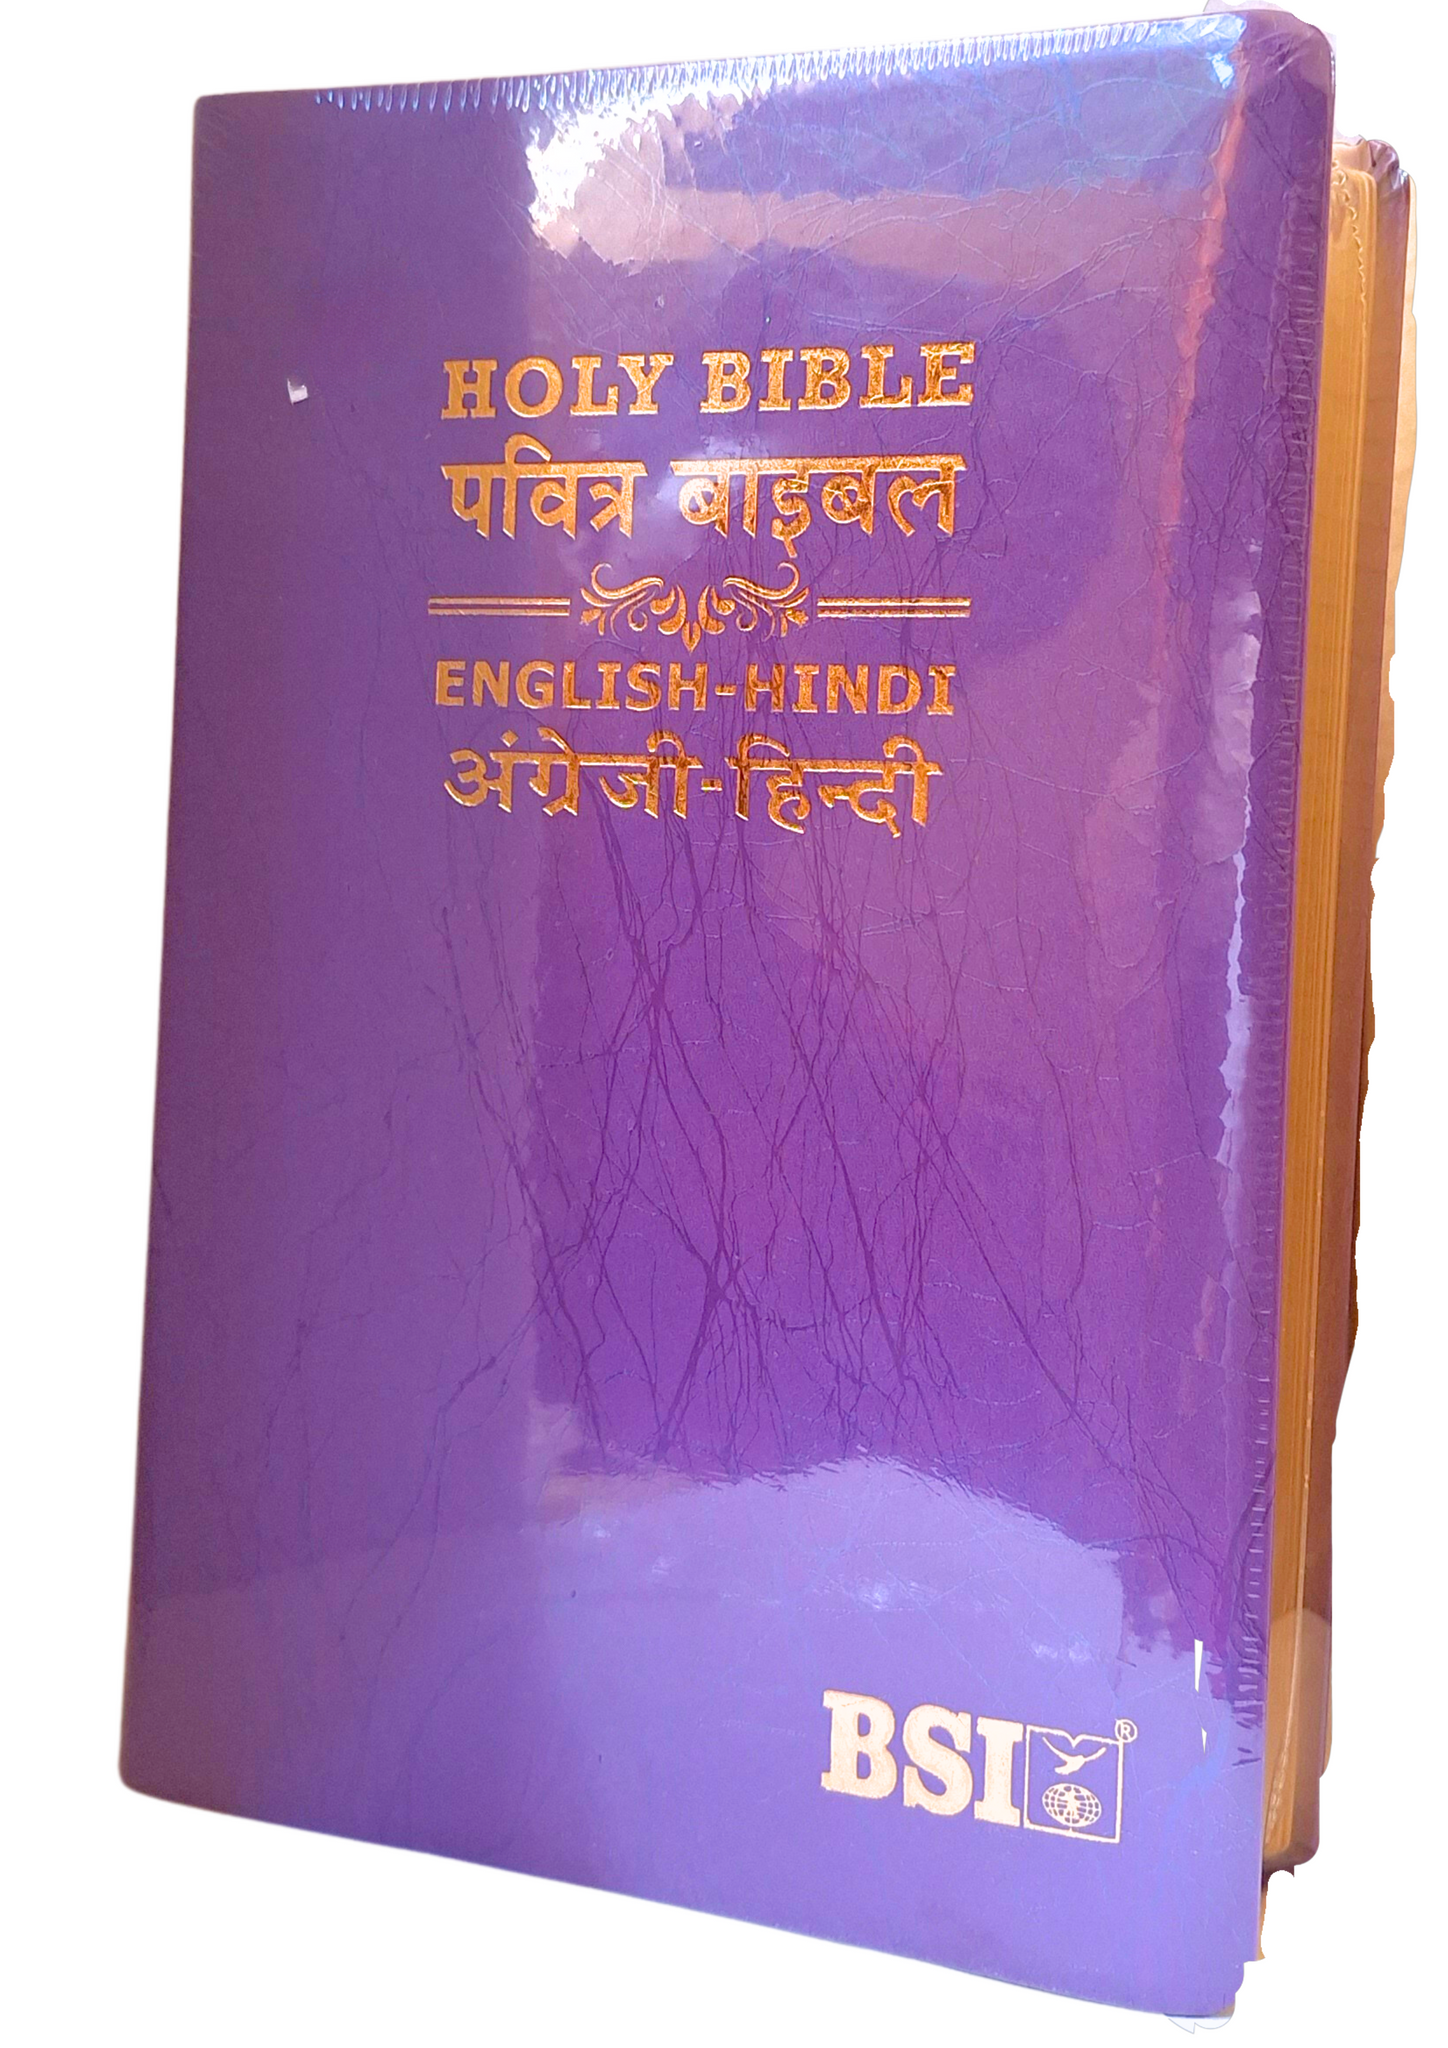 HOLY BIBLE
पवित्र बाइबल
ENGLISH-HINDI
अंग्रेजी-हिन्दी
BSI®